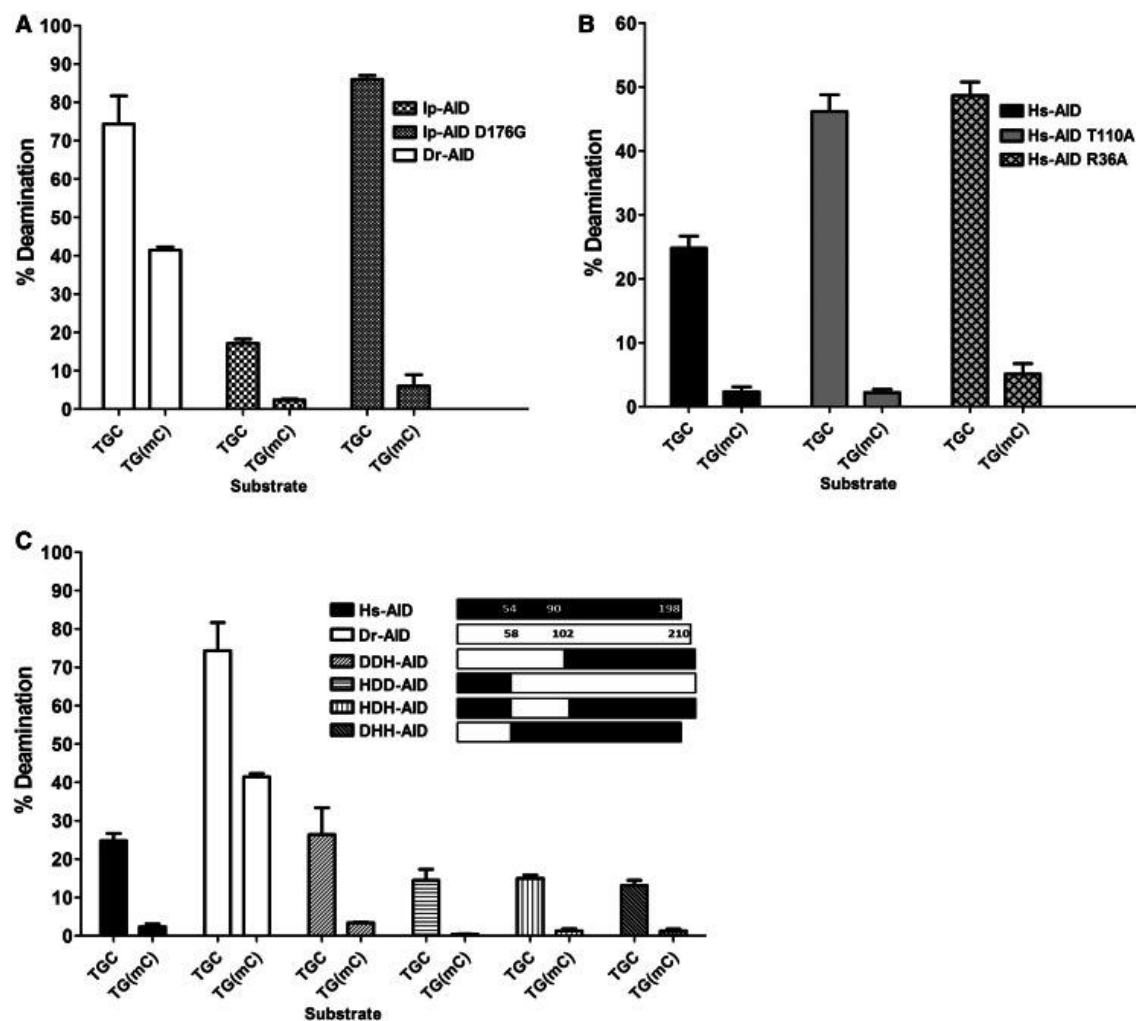 A
% Deamination
100
90
80
70
60
50
40
30
20
10
0
Ip-AID
Ip-AID D176G
Dr-AID
TGC
TG(mC)
TGC
TG(mC)
TGC
TG(mC)
Substrate
B
% Deamination
60
50
40
30
20
10
0
Hs-AID
Hs-AID T110A
Hs-AID R36A
TGC
TG(mC)
TGC
TG(mC)
TGC
TG(mC)
Substrate
C
% Deamination
100
90
80
70
60
50
40
30
20
10
0
Hs-AID 54 90 198
Dr-AID 58 102 210
DDH-AID
HDD-AID
HDH-AID
DHH-AID
TGC
TG(mC)
TGC
TG(mC)
TGC
TG(mC)
TGC
TG(mC)
TGC
TG(mC)
TGC
TG(mC)
Substrate